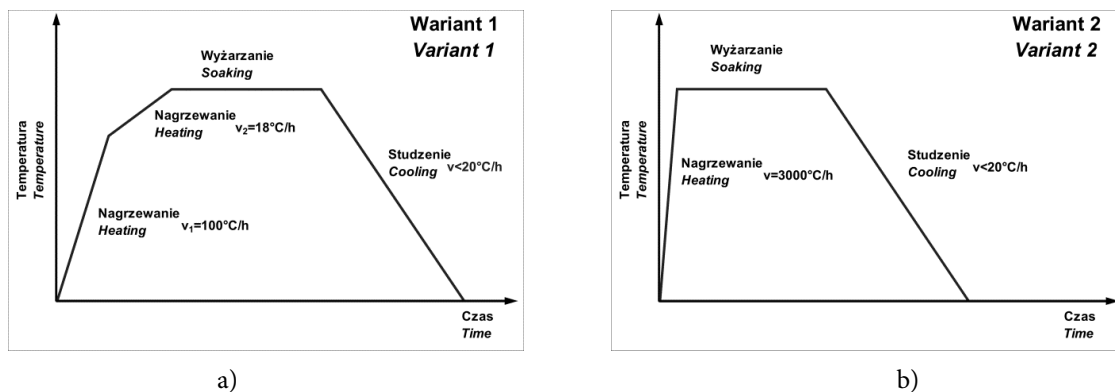 Wariant 1
Variant 1
Wyżarzanie
Soaking
Nagrzewanie
Heating v₂=18°C/h
Studzenie
Cooling v<20°C/h
Nagrzewanie
Heating v₁=100°C/h
Temperatura
Temperature
Czas
Time
a)
Wariant 2
Variant 2
Wyżarzanie
Soaking
Nagrzewanie
Heating v=3000°C/h
Studzenie
Cooling v<20°C/h
Temperatura
Temperature
Czas
Time
b)